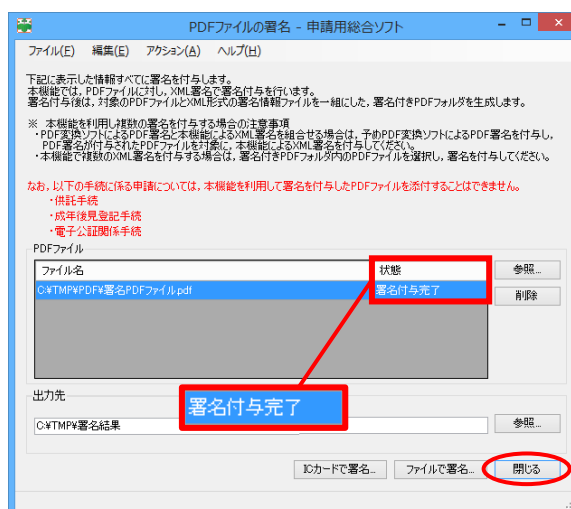 PDFファイルの署名 - 申請用総合ソフト
ファイル(F) 編集(E) アクション(A) ヘルプ(H)
下記に表示した情報すべてに署名を付与します。
本機能では，PDFファイルに対し，XML署名で署名付与を行います。
署名付与後は，対象のPDFファイルとXML形式の署名情報ファイルを一組にした，署名付きPDFフォルダを生成します。
※ 本機能を利用し複数の署名を付与する場合の注意事項
・PDF変換ソフトによるPDF署名と本機能によるXML署名を組合せる場合は，予めPDF変換ソフトによるPDF署名を付与し，
PDF署名が付与されたPDFファイルを対象に，本機能によるXML署名を付与してください。
・本機能で複数のXML署名を付与する場合は，署名付きPDFフォルダ内のPDFファイルを選択し，署名を付与してください。
なお，以下の手続に係る申請については，本機能を利用して署名を付与したPDFファイルを添付することはできません。
・供託手続
・成年後見登記手続
・電子公証関係手続
PDFファイル
ファイル名 状態 参照...
C:¥TMP¥PDF¥署名PDFファイル.pdf 署名付与完了 削除
出力先
署名付与完了
C:¥TMP¥署名結果 参照...
ICカードで署名... ファイルで署名... 閉じる